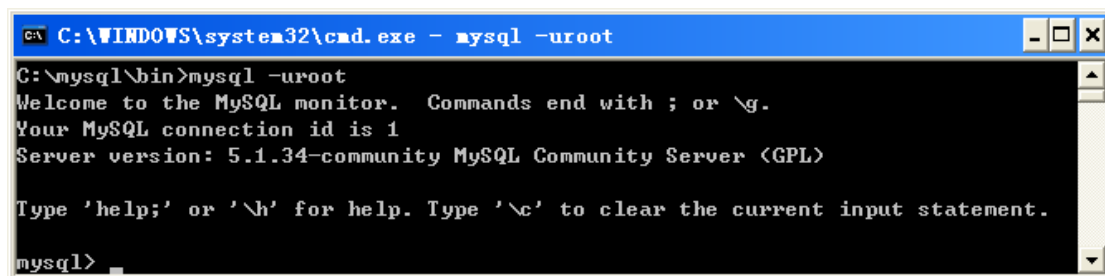 C:\WINDOWS\system32\cmd.exe - mysql -uroot
C:\mysql\bin>mysql -uroot
Welcome to the MySQL monitor.  Commands end with ; or \g.
Your MySQL connection id is 1
Server version: 5.1.34-community MySQL Community Server (GPL)
Type 'help;' or '\h' for help. Type '\c' to clear the current input statement.
mysql> _